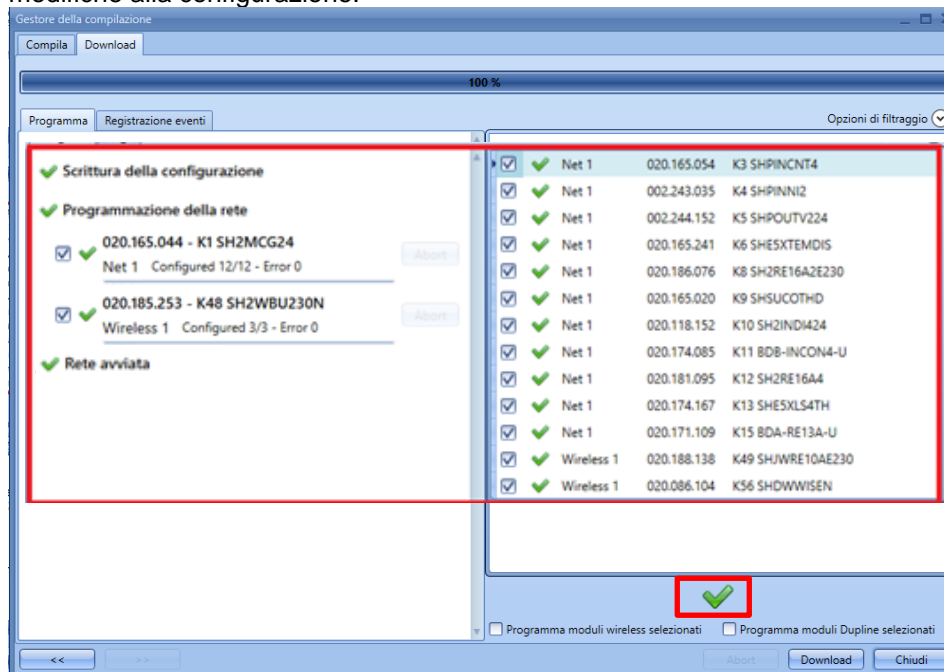 modifiche alla configurazione.
Gestore della compilazione
Compila Download
100 %
Programma Registrazione eventi
Opzioni di filtraggio
Scrittura della configurazione
Programmazione della rete
020.165.044 - K1 SH2MCG24
Net 1 Configured 12/12 - Error 0
Abort
020.185.253 - K48 SH2WBU230N
Wireless 1 Configured 3/3 - Error 0
Abort
Rete avviata
Net 1 020.165.054 K3 SHPINCNT4
Net 1 002.243.035 K4 SHPINNI2
Net 1 002.244.152 K5 SHPOUTV224
Net 1 020.165.241 K6 SHE5XTEMDIS
Net 1 020.186.076 K8 SH2RE16A2E230
Net 1 020.165.020 K9 SHSUCOTHD
Net 1 020.118.152 K10 SH2INDI424
Net 1 020.174.085 K11 BDB-INCON4-U
Net 1 020.181.095 K12 SH2RE16A4
Net 1 020.174.167 K13 SHE5XLS4TH
Net 1 020.171.109 K15 BDA-RE13A-U
Wireless 1 020.188.138 K49 SHJWRE10AE230
Wireless 1 020.086.104 K56 SHDWWISEN
Programma moduli wireless selezionati Programma moduli Dupline selezionati
<< >> Abort Download Chiudi